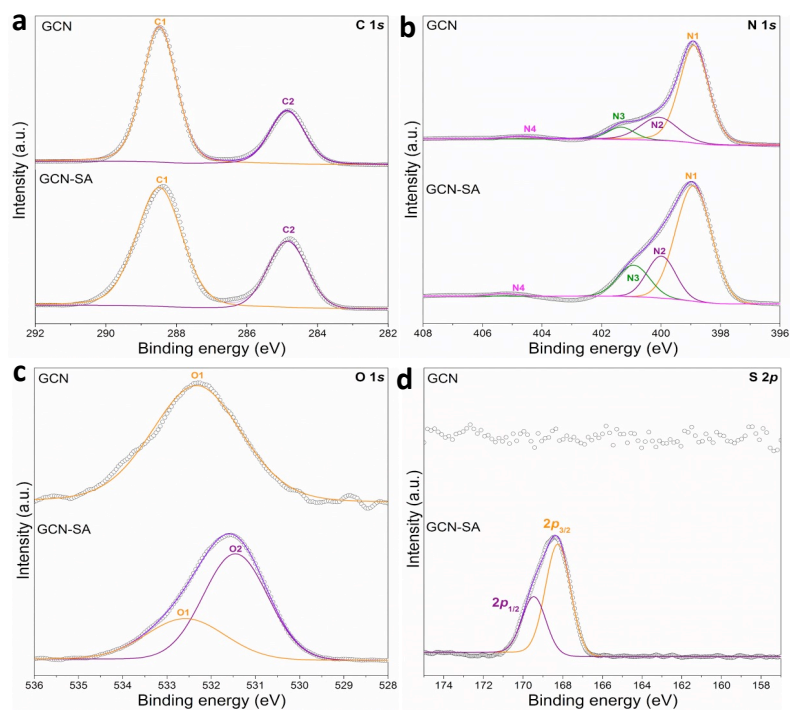 a
GCN
C1
C 1s
C2
GCN-SA
C1
C2
Intensity (a.u.)
292 290 288 286 284 282
Binding energy (eV)
b
GCN
N 1s
N1
N3
N2
N4
GCN-SA
N1
N2
N3
N4
Intensity (a.u.)
408 406 404 402 400 398 396
Binding energy (eV)
c
GCN
O1
O 1s
GCN-SA
O2
O1
Intensity (a.u.)
536 534 533 531 530 528
Binding energy (eV)
d
GCN
S 2p
GCN-SA
2p3/2
2p1/2
Intensity (a.u.)
174 172 170 168 166 164 162 160 158
Binding energy (eV)